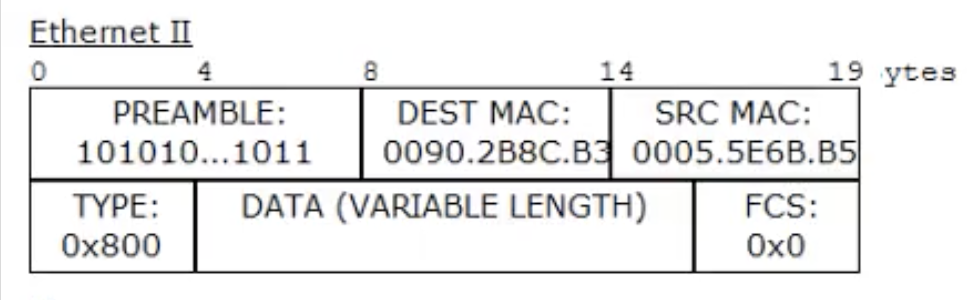 Ethernet II
0 4 8 14 19 ytes
PREAMBLE: DEST MAC: SRC MAC:
101010...1011 0090.2B8C.B3 0005.5E6B.B5
TYPE: DATA (VARIABLE LENGTH) FCS:
0x800 0x0